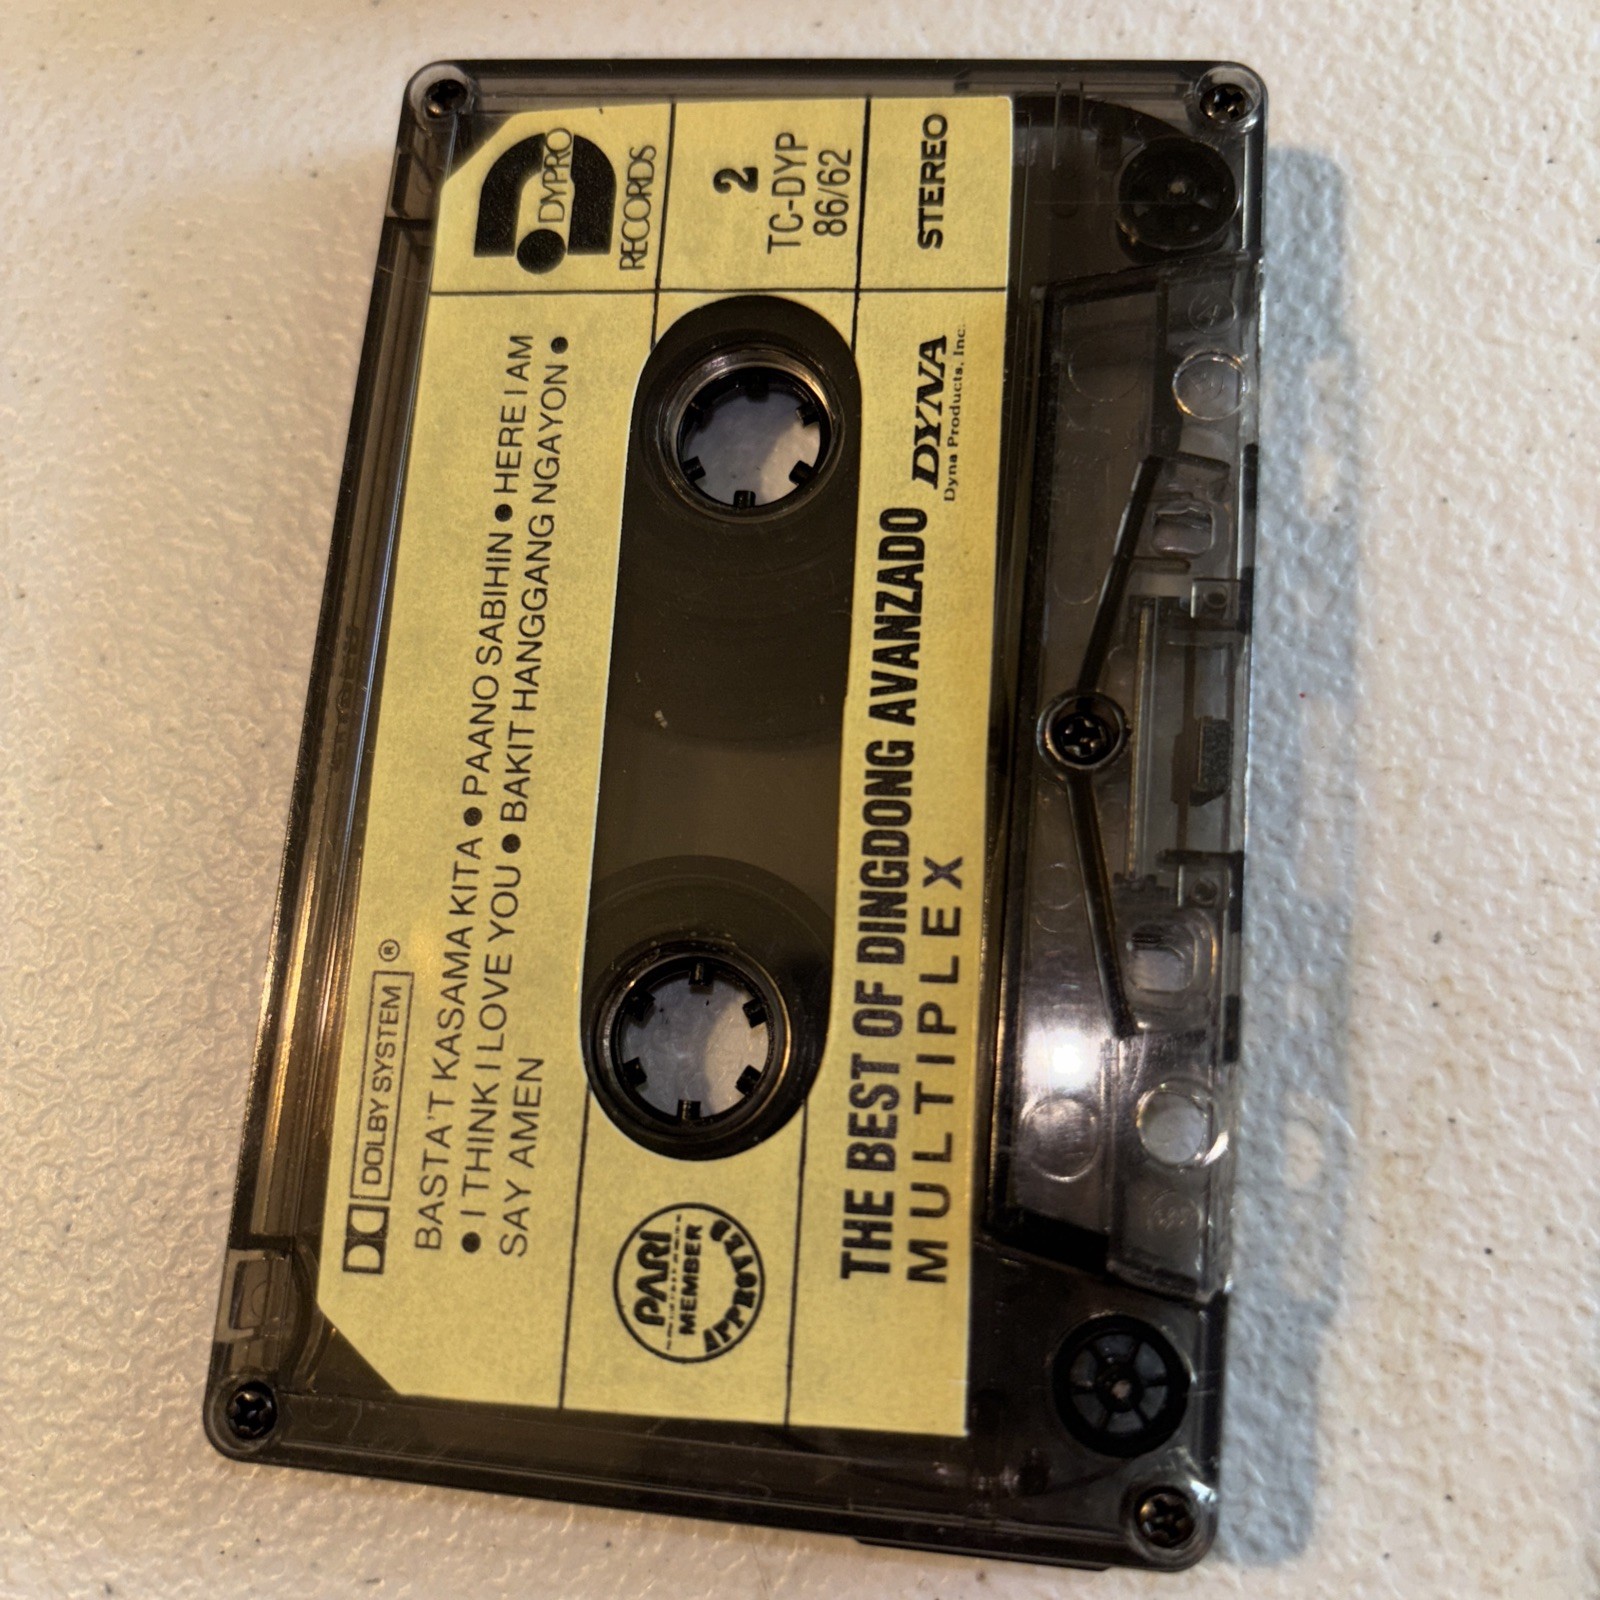 DOLBY SYSTEM ®
BASTA'T KASAMA KITA ● PAANO SABIHIN ● HERE I AM
● I THINK I LOVE YOU ● BAKIT HANGGANG NGAYON ●
SAY AMEN
DYPRO
RECORDS
2
TC-DYP
86/62
STEREO
PARI
MEMBER
APPROVED
DYNA
Dyna Products, Inc.
THE BEST OF DINGDONG AVANZADO
MULTIPLEX